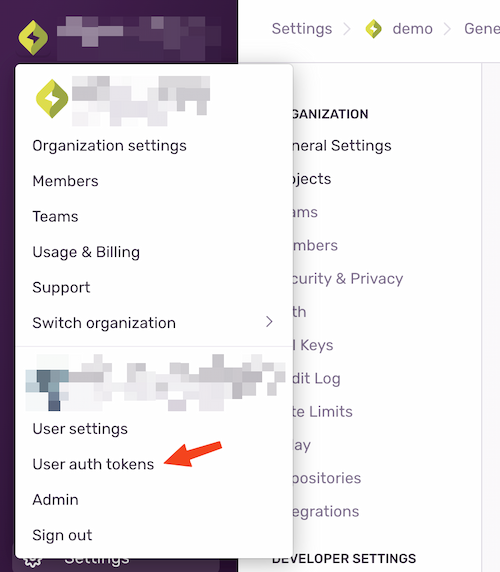 Settings > demo > Gene
Organization settings
Members
Teams
Usage & Billing
Support
Switch organization >
User settings
User auth tokens
Admin
Sign out
Settings
GANIZATION
neral Settings
ojects
ams
mbers
curity & Privacy
th
I Keys
dit Log
te Limits
lay
positories
egrations
DEVELOPER SETTINGS